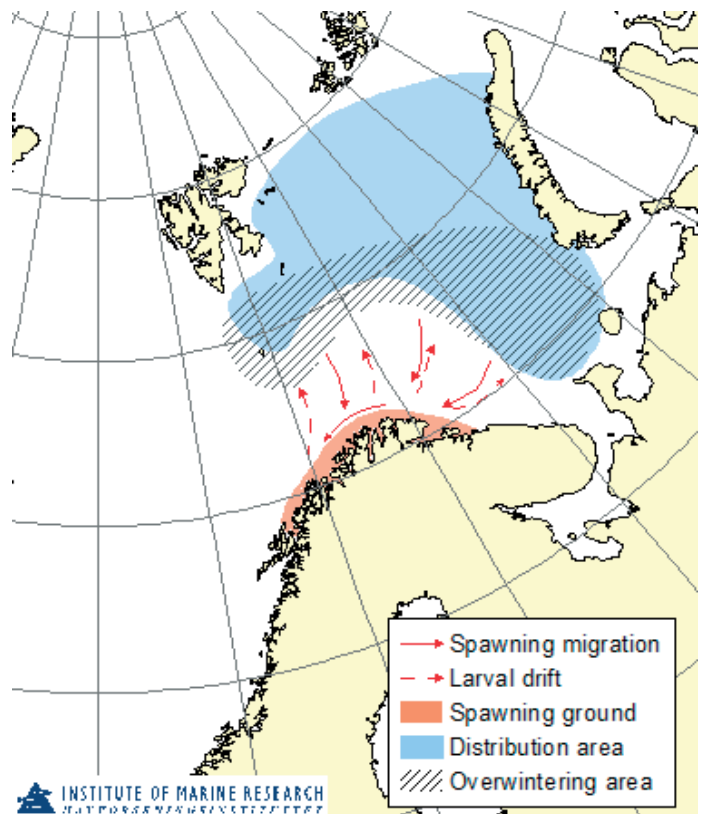 Spawning migration
Larval drift
Spawning ground
Distribution area
Overwintering area
INSTITUTE OF MARINE RESEARCH